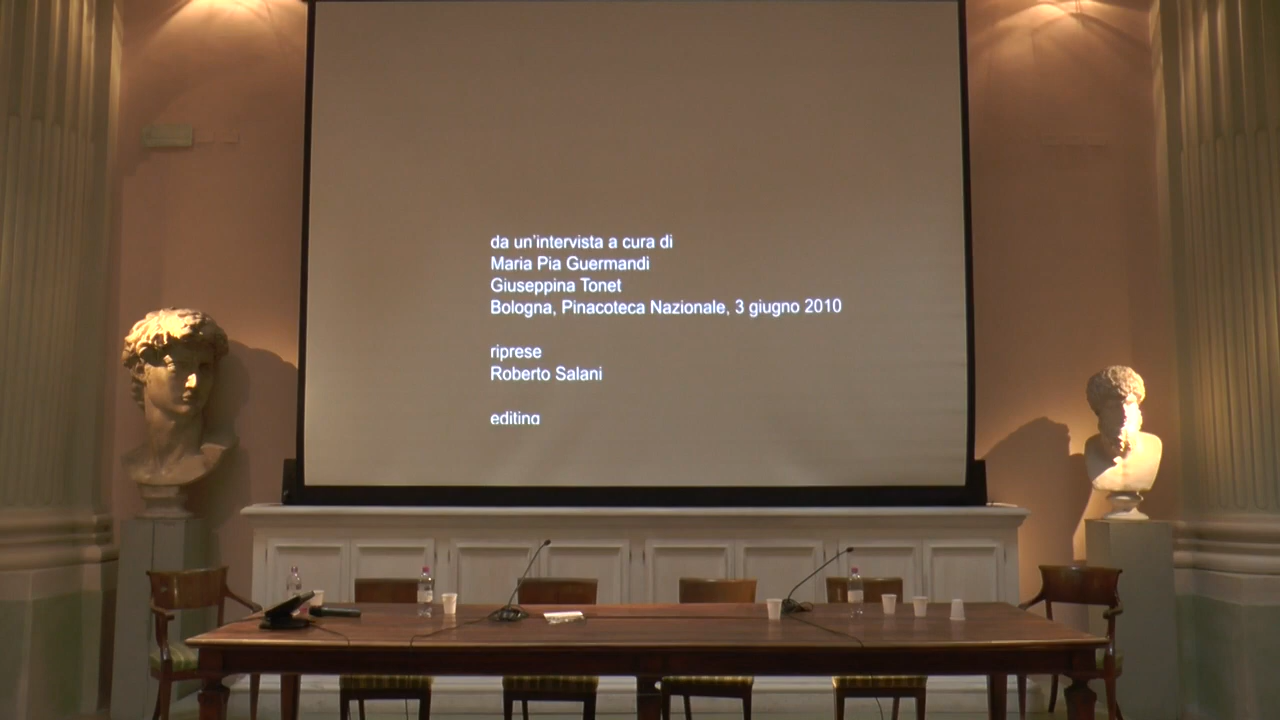 da un'intervista a cura di
Maria Pia Guermandi
Giuseppina Tonet
Bologna, Pinacoteca Nazionale, 3 giugno 2010
riprese
Roberto Salani
editing